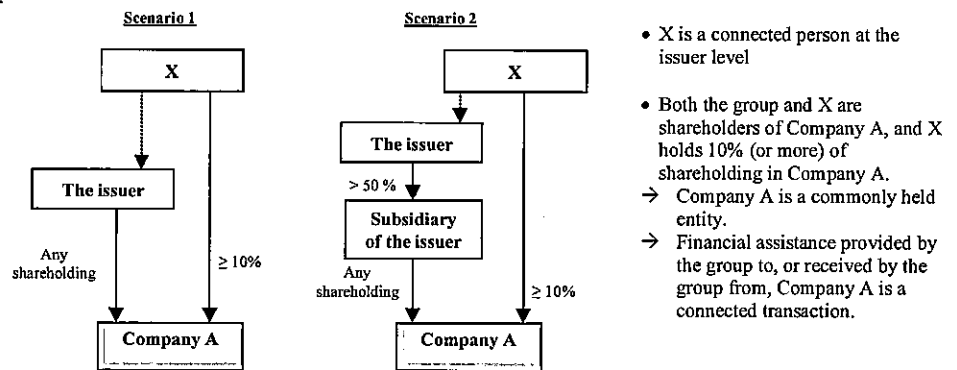 Scenario 1
X
The issuer
Any
shareholding
≥ 10%
Company A
Scenario 2
X
The issuer
> 50 %
Subsidiary
of the issuer
Any
shareholding
≥ 10%
Company A
• X is a connected person at the
issuer level
• Both the group and X are
shareholders of Company A, and X
holds 10% (or more) of
shareholding in Company A.
→ Company A is a commonly held
entity.
→ Financial assistance provided by
the group to, or received by the
group from, Company A is a
connected transaction.